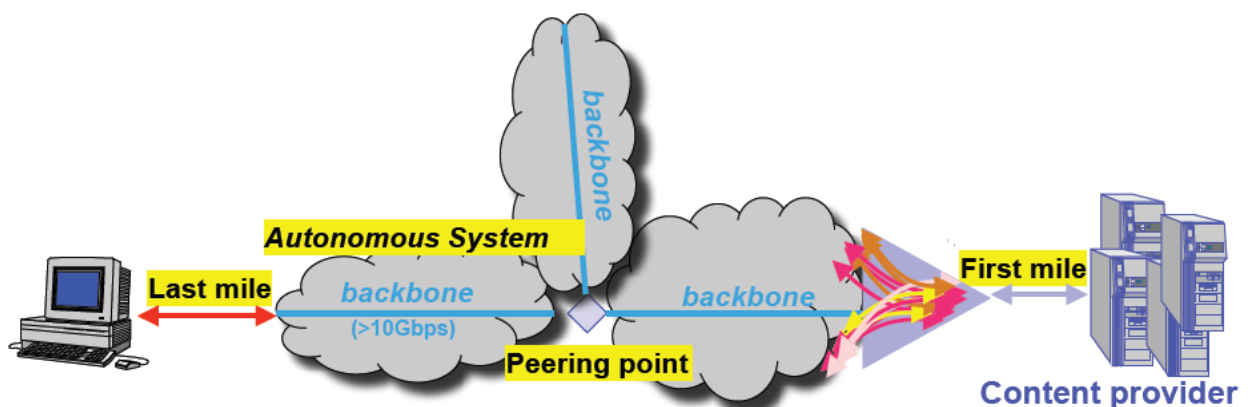 backbone
Autonomous System
Last mile
backbone
(>10Gbps)
backbone
First mile
Peering point
Content provider